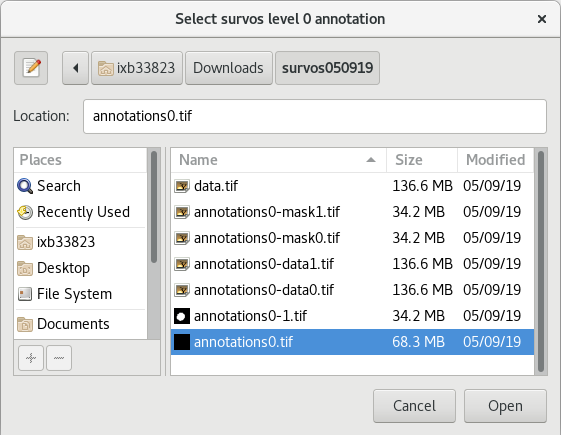 Select survos level 0 annotation
ixb33823 Downloads survos050919
Location: annotations0.tif
Places
Search
Recently Used
ixb33823
Desktop
File System
Documents
Name Size Modified
data.tif 136.6 MB 05/09/19
annotations0-mask1.tif 34.2 MB 05/09/19
annotations0-mask0.tif 34.2 MB 05/09/19
annotations0-data1.tif 136.6 MB 05/09/19
annotations0-data0.tif 136.6 MB 05/09/19
annotations0-1.tif 34.2 MB 05/09/19
annotations0.tif 68.3 MB 05/09/19
Cancel Open